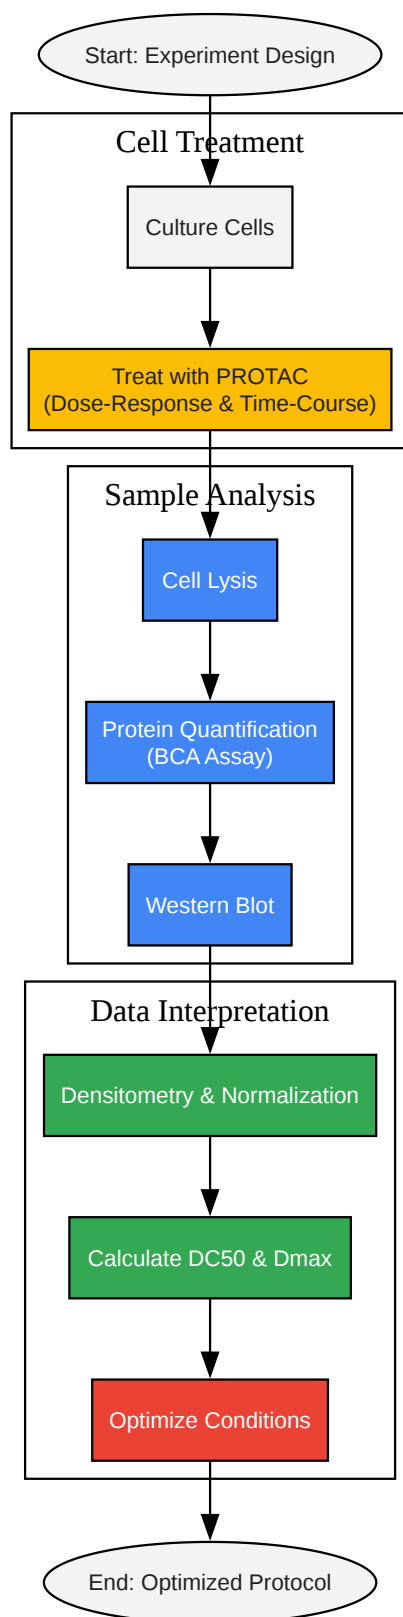 Start: Experiment Design
Cell Treatment
Culture Cells
Treat with PROTAC
(Dose-Response & Time-Course)
Sample Analysis
Cell Lysis
Protein Quantification
(BCA Assay)
Western Blot
Data Interpretation
Densitometry & Normalization
Calculate DC50 & Dmax
Optimize Conditions
End: Optimized Protocol